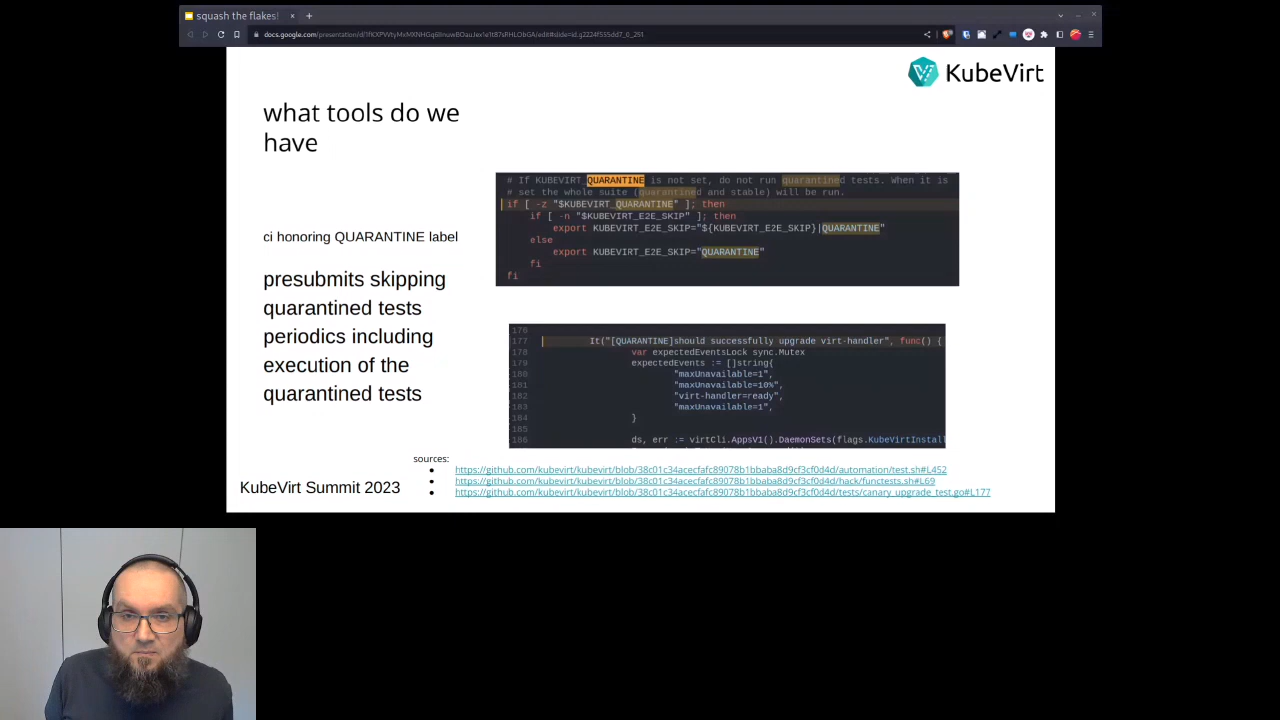 squash the flakes!
KubeVirt
what tools do we
have
# If KUBEVIRT_QUARANTINE is not set, do not run quarantined tests. When it is
# set the whole suite (quarantined and stable) will be run.
if [ -z "$KUBEVIRT_QUARANTINE" ]; then
if [ -n "$KUBEVIRT_E2E_SKIP" ]; then
export KUBEVIRT_E2E_SKIP="${KUBEVIRT_E2E_SKIP}|QUARANTINE"
else
export KUBEVIRT_E2E_SKIP="QUARANTINE"
fi
fi
ci honoring QUARANTINE label
presubmits skipping
quarantined tests
periodics including
execution of the
quarantined tests
176
177 It("[QUARANTINE]should successfully upgrade virt-handler", func() {
178 var expectedEventsLock sync.Mutex
179 expectedEvents := []string{
180 "maxUnavailable=1",
181 "maxUnavailable=10%",
182 "virt-handler=ready",
183 "maxUnavailable=1",
184 }
185
186 ds, err := virtCli.AppsV1().DaemonSets(flags.KubeVirtInstall
sources:
https://github.com/kubevirt/kubevirt/blob/38c01c34acecfafc89078b1bbaba8d9cf3cf0d4d/automation/test.sh#L452
https://github.com/kubevirt/kubevirt/blob/38c01c34acecfafc89078b1bbaba8d9cf3cf0d4d/hack/functests.sh#L69
https://github.com/kubevirt/kubevirt/blob/38c01c34acecfafc89078b1bbaba8d9cf3cf0d4d/tests/canary_upgrade_test.go#L177
KubeVirt Summit 2023